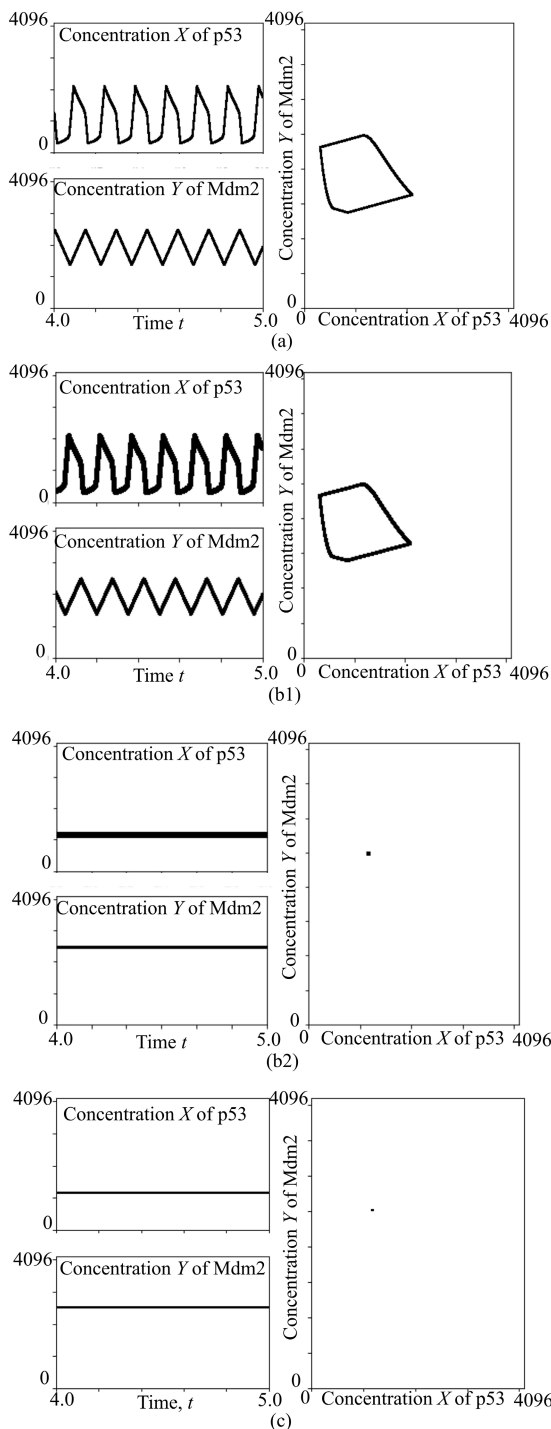 4096
Concentration X of p53
0
4096
Concentration Y of Mdm2
0
4.0
Time t
5.0
4096
Concentration Y of Mdm2
0
Concentration X of p53
4096
(a)
4096
Concentration X of p53
0
4096
Concentration Y of Mdm2
0
4.0
Time t
5.0
4096
Concentration Y of Mdm2
0
Concentration X of p53
4096
(b1)
4096
Concentration X of p53
0
4096
Concentration Y of Mdm2
0
4.0
Time t
5.0
4096
Concentration Y of Mdm2
0
0
Concentration X of p53
4096
(b2)
4096
Concentration X of p53
0
4096
Concentration Y of Mdm2
0
4.0
Time, t
5.0
4096
Concentration Y of Mdm2
0
0
Concentration X of p53
4096
(c)